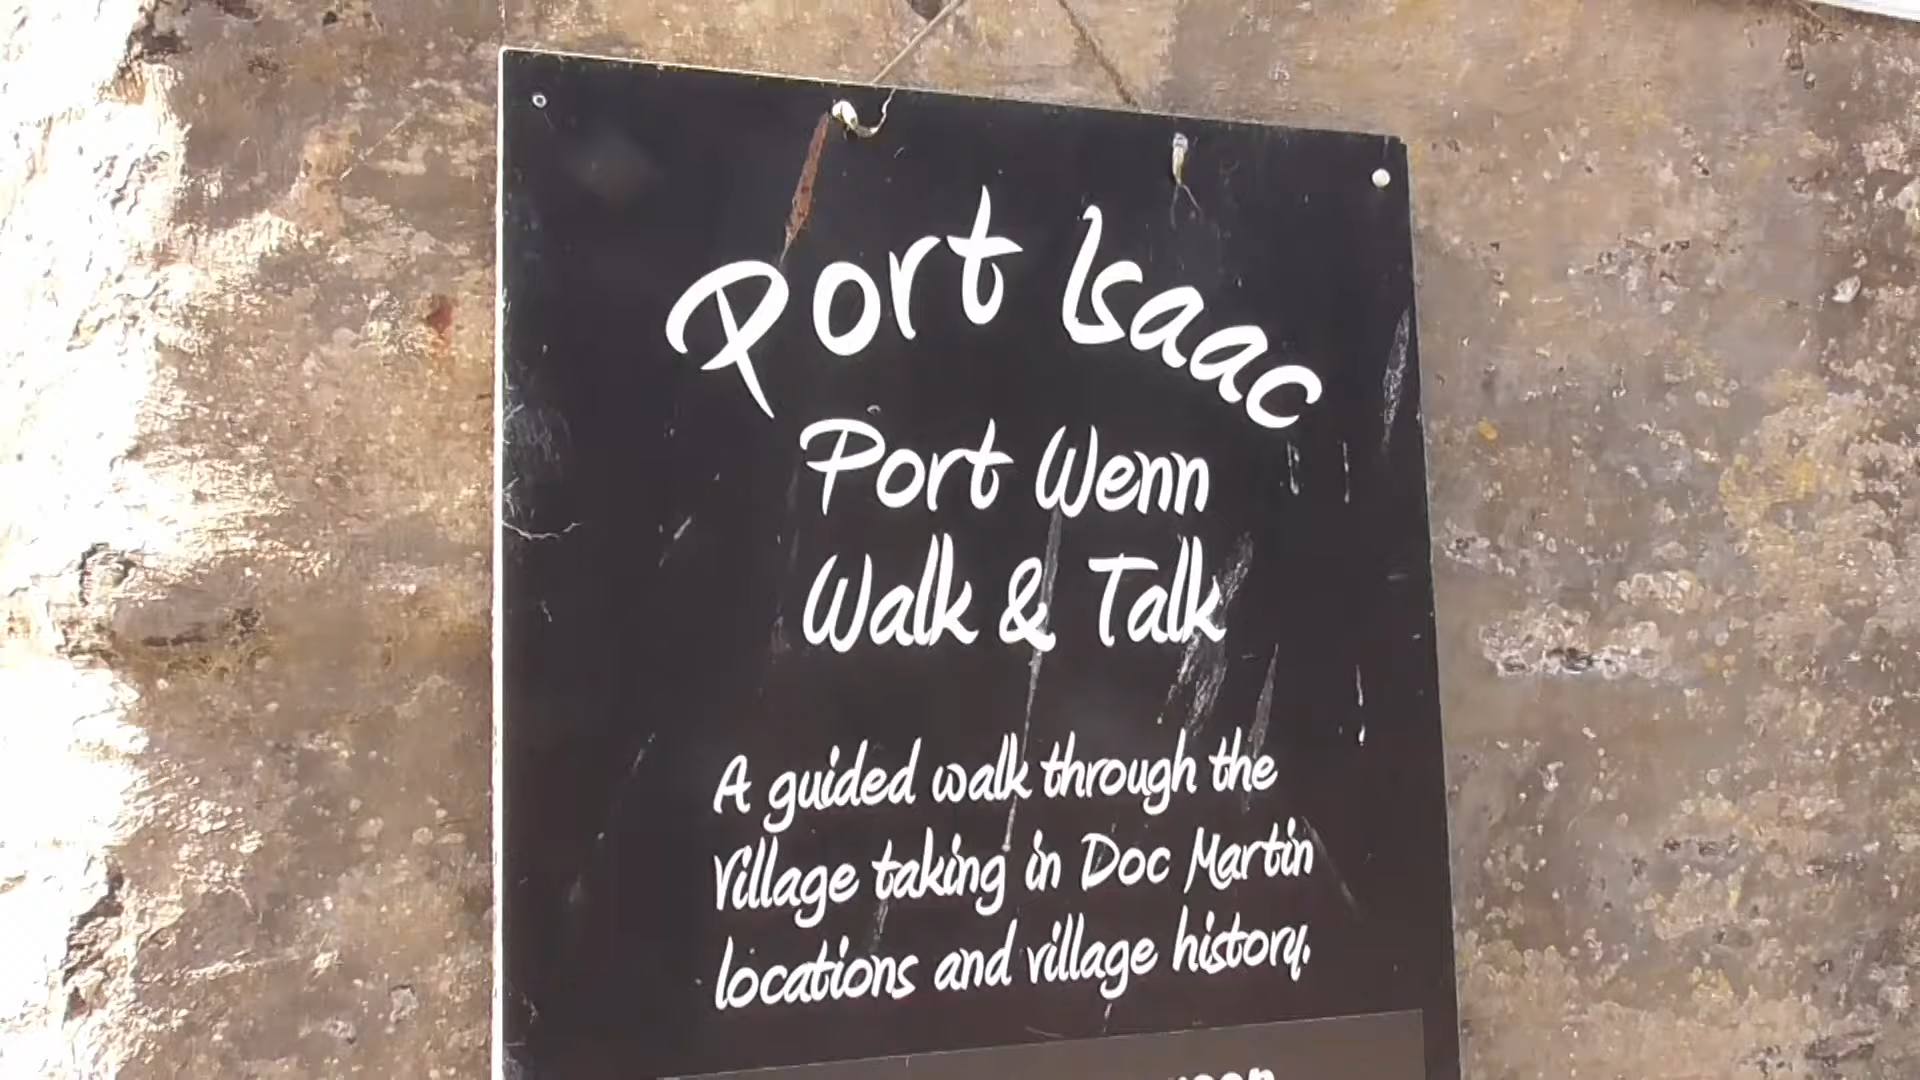 Port Isaac
Port Wenn
Walk & Talk
A guided walk through the
Village taking in Doc Martin
locations and village history.